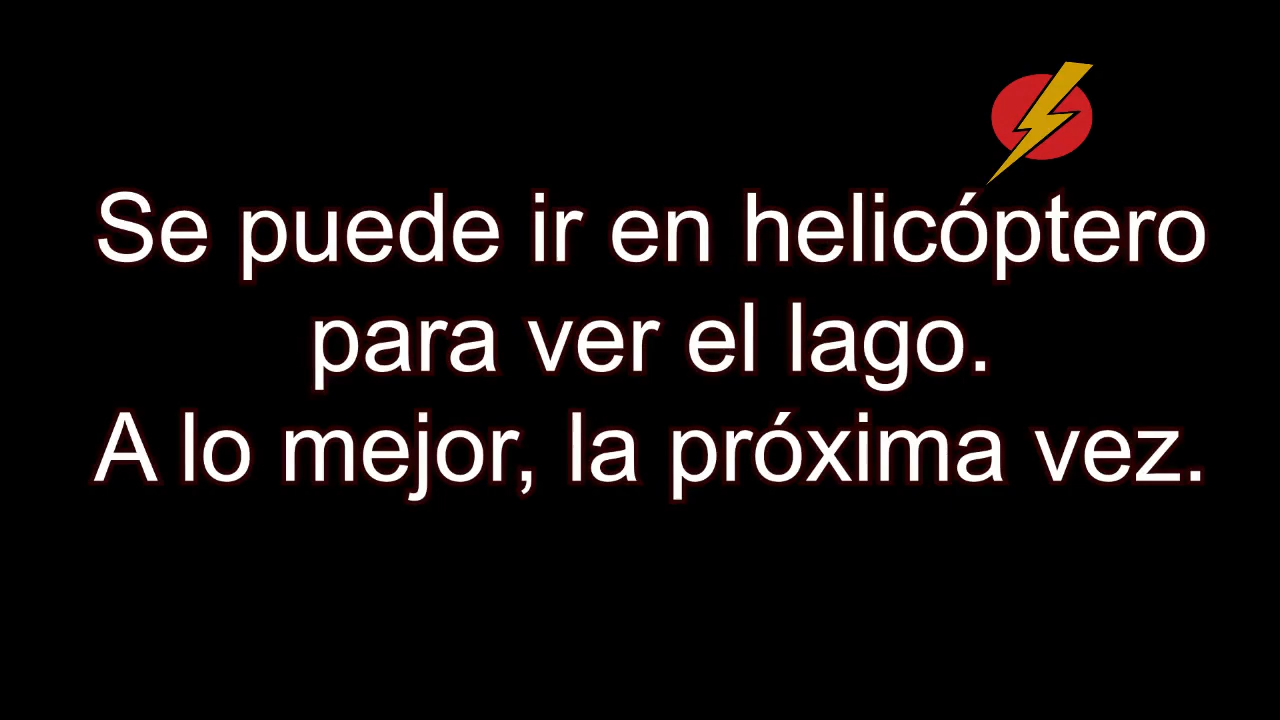 Se puede ir en helicóptero
para ver el lago.
A lo mejor, la próxima vez.